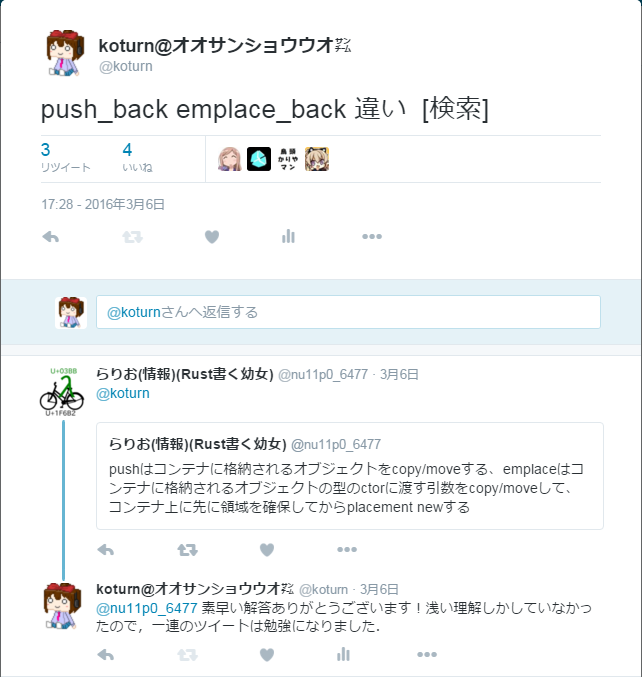 koturn@オオサンショウウオ㌠
@koturn
push_back emplace_back 違い [検索]
3 4
リツイート いいね
鳥頭
かりや
マン
17:28 - 2016年3月6日
@koturnさんへ返信する
U+03BB
U+1F6B2
らりお(情報)(Rust書く幼女) @nu11p0_6477 · 3月6日
@koturn
らりお(情報)(Rust書く幼女) @nu11p0_6477
pushはコンテナに格納されるオブジェクトをcopy/moveする、emplaceはコ
ンテナに格納されるオブジェクトの型のctorに渡す引数をcopy/moveして、
コンテナ上に先に領域を確保してからplacement newする
koturn@オオサンショウウオ㌠ @koturn · 3月6日
@nu11p0_6477 素早い解答ありがとうございます！浅い理解しかしていなかっ
たので，一連のツイートは勉強になりました．